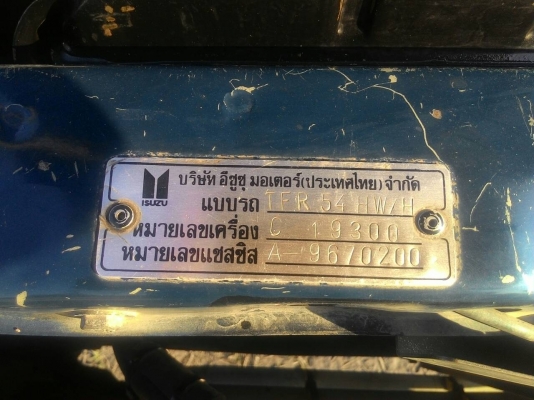 ISUZU
บริษัท อีซูซุ มอเตอร์(ประเทศไทย) จำกัด
แบบรถ TFR 54 HW/H
หมายเลขเครื่อง C 19300
หมายเลขแชสซิส A-9670200